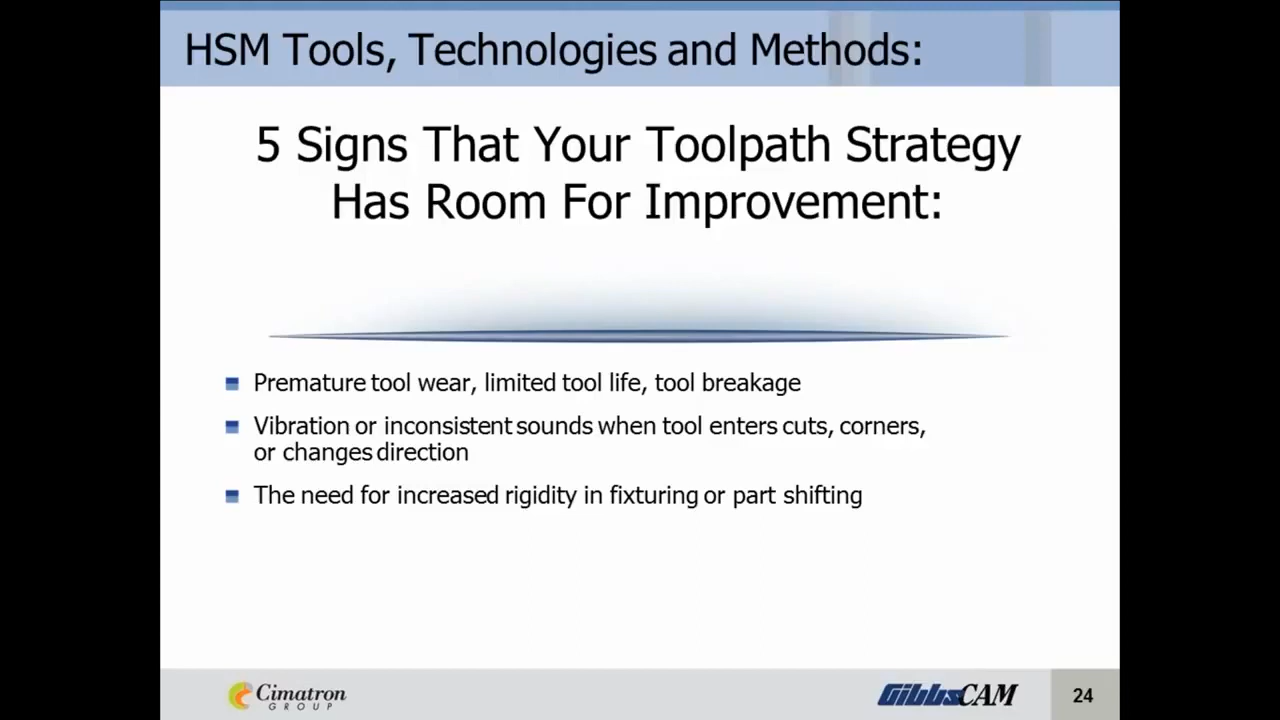 HSM Tools, Technologies and Methods:
5 Signs That Your Toolpath Strategy
Has Room For Improvement:
Premature tool wear, limited tool life, tool breakage
Vibration or inconsistent sounds when tool enters cuts, corners,
or changes direction
The need for increased rigidity in fixturing or part shifting
Cimatron
GROUP
GibbsCAM
24